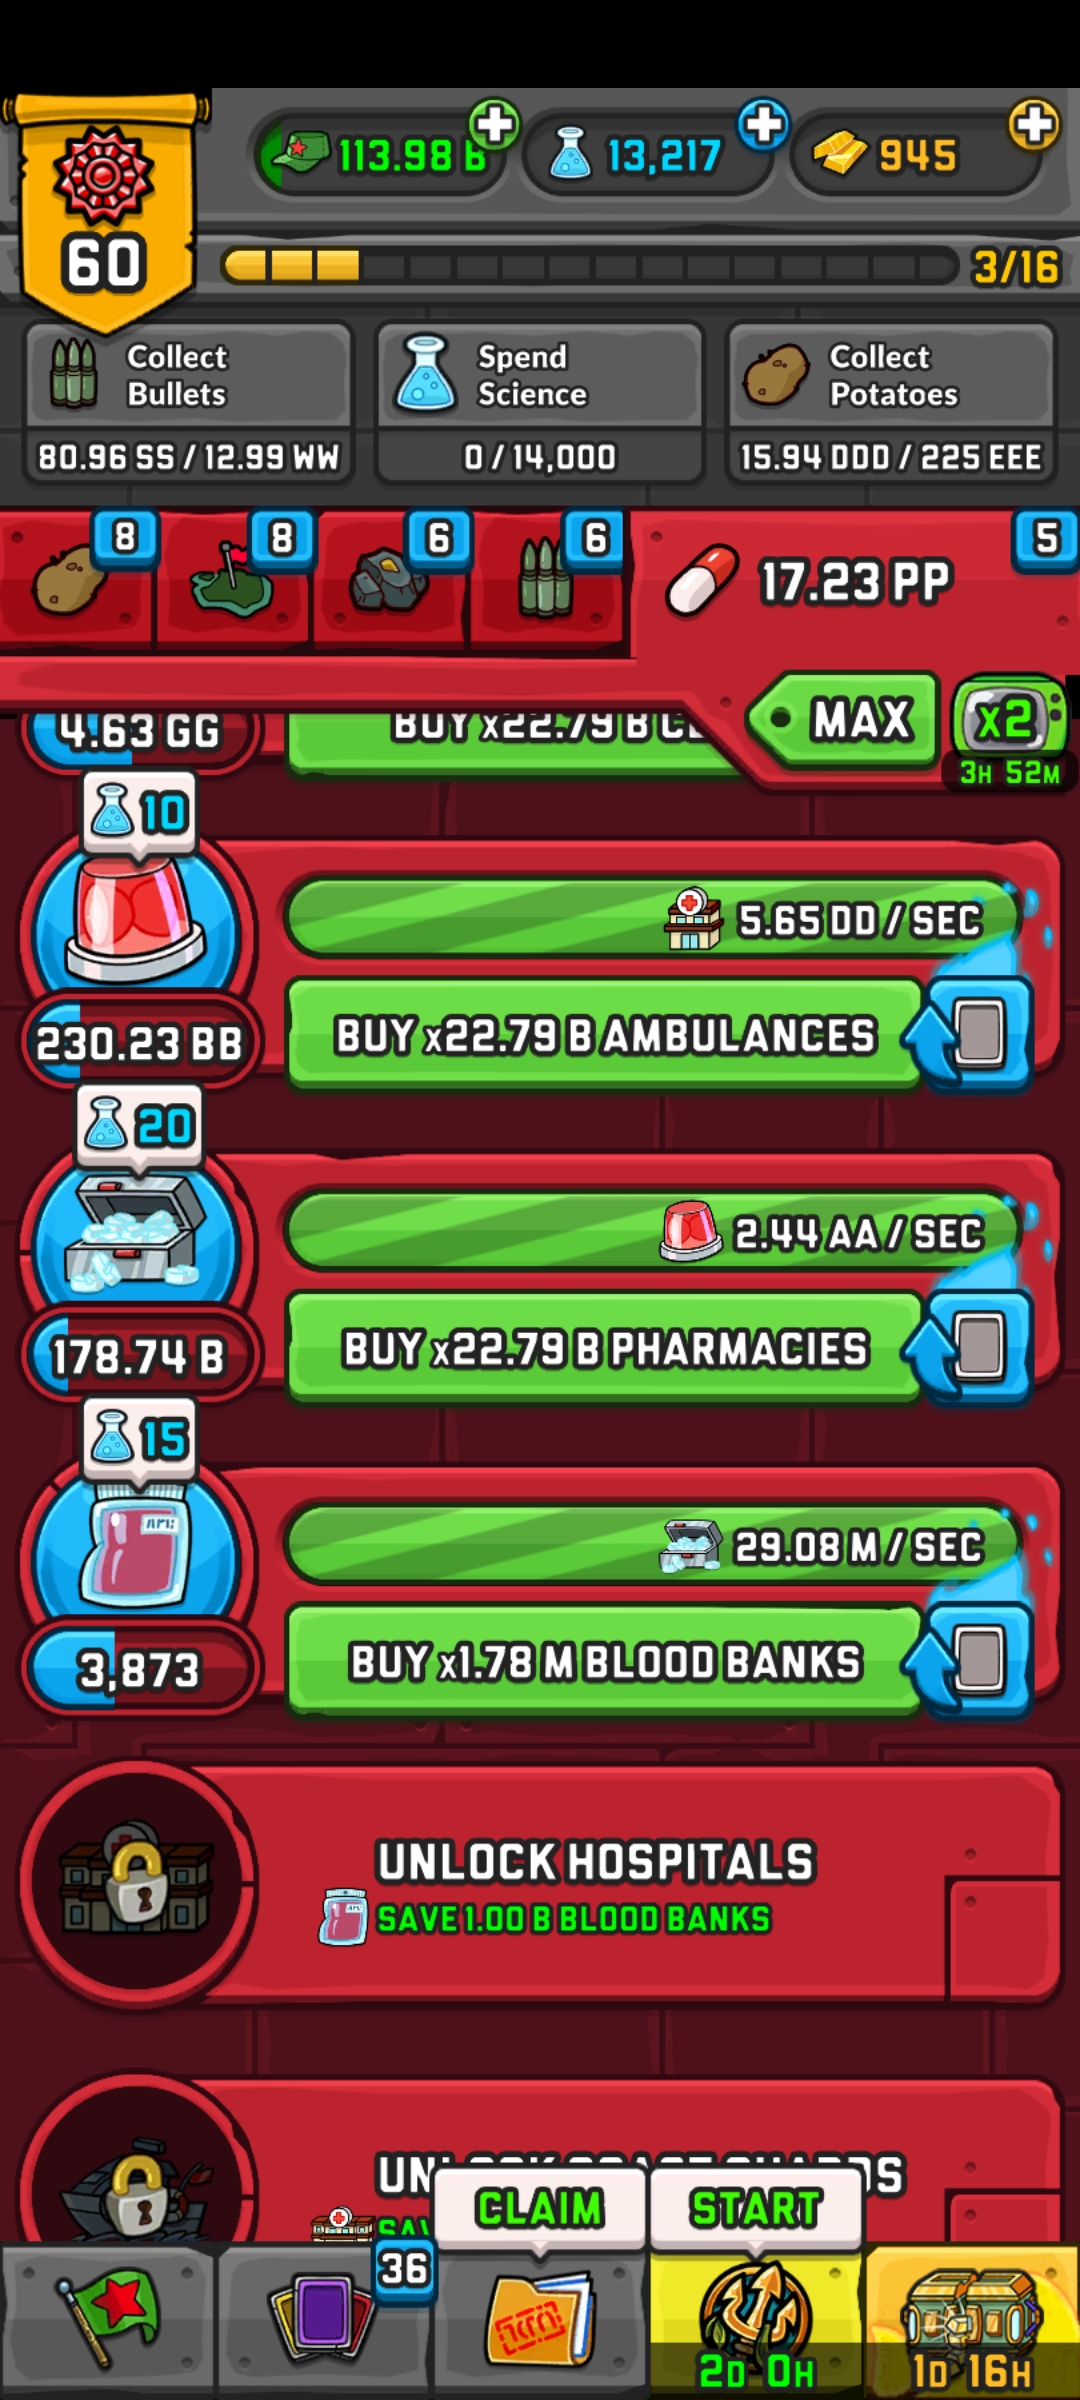 113.98 B
13,217
945
60
3/16
Collect
Bullets
80.96 SS / 12.99 WW
Spend
Science
0 / 14,000
Collect
Potatoes
15.94 DDD / 225 EEE
8
8
6
6
5
17.23 PP
MAX
x2
3H 52M
4.63 GG
10
5.65 DD / SEC
230.23 BB
BUY x22.79 B AMBULANCES
20
2.44 AA / SEC
178.74 B
BUY x22.79 B PHARMACIES
15
29.08 M / SEC
3,873
BUY x1.78 M BLOOD BANKS
UNLOCK HOSPITALS
SAVE 1.00 B BLOOD BANKS
CLAIM
START
36
2D 0H
1D 16H